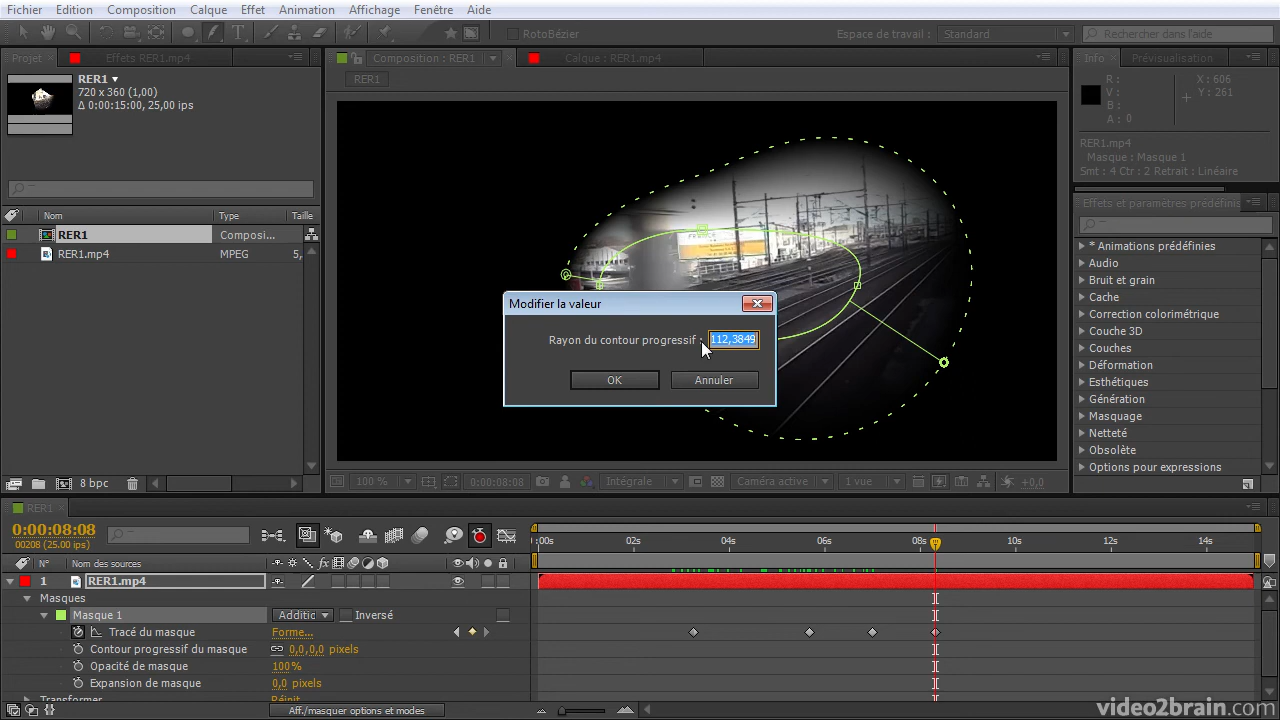 Fichier Edition Composition Calque Effet Animation Affichage Fenêtre Aide
T RotoBézier Espace de travail : Standard Rechercher dans l'aide
Projet Effets RER1.mp4 Composition : RER1 Calque : RER1.mp4 Info Prévisualisation
RER1
720 x 360 (1,00)
Δ 0:00:15:00, 25,00 ips
RER1
R :
V :
B :
A : 0
X : 606
Y : 261
RER1.mp4
Masque : Masque 1
Smt : 4 Ctr : 2 Retrait : Linéaire
Nom Type Taille
RER1 Composi...
RER1.mp4 MPEG 5,
Effets et paramètres prédéfinis
* Animations prédéfinies
Audio
Bruit et grain
Cache
Correction colorimétrique
Couche 3D
Couches
Déformation
Esthétiques
Génération
Masquage
Netteté
Obsolète
Options pour expressions
FRANCE
Modifier la valeur
Rayon du contour progressif : 112,3849
OK Annuler
8 bpc
100 % 0:00:08:08 Intégrale Caméra active 1 vue +0,0
RER1
0:00:08:08
00208 (25.00 ips)
:00s 02s 04s 06s 08s 10s 12s 14s
N° Nom des sources
1 RER1.mp4
Masques
Masque 1 Additic Inversé
Tracé du masque Forme...
Contour progressif du masque 0,0,0,0 pixels
Opacité de masque 100%
Expansion de masque 0,0 pixels
Transformer Réinit.
Aff./masquer options et modes
video2brain.com